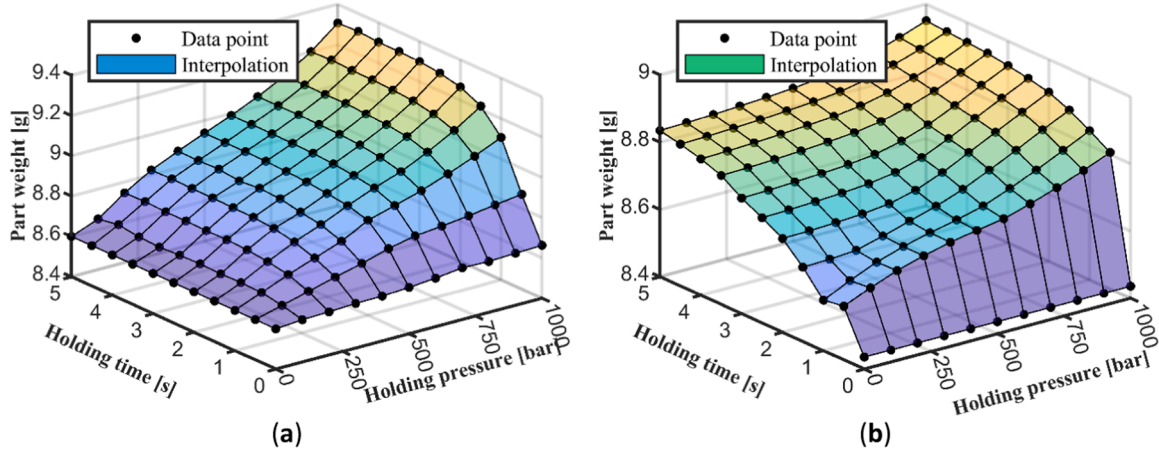 Data point
Interpolation
Part weight [g]
9.4
9.2
9
8.8
8.6
8.4
5
4
3
2
1
0
Holding time [s]
0
250
500
750
1000
Holding pressure [bar]
(a)
Data point
Interpolation
Part weight [g]
9
8.8
8.6
8.4
5
4
3
2
1
0
Holding time [s]
0
250
500
750
1000
Holding pressure [bar]
(b)